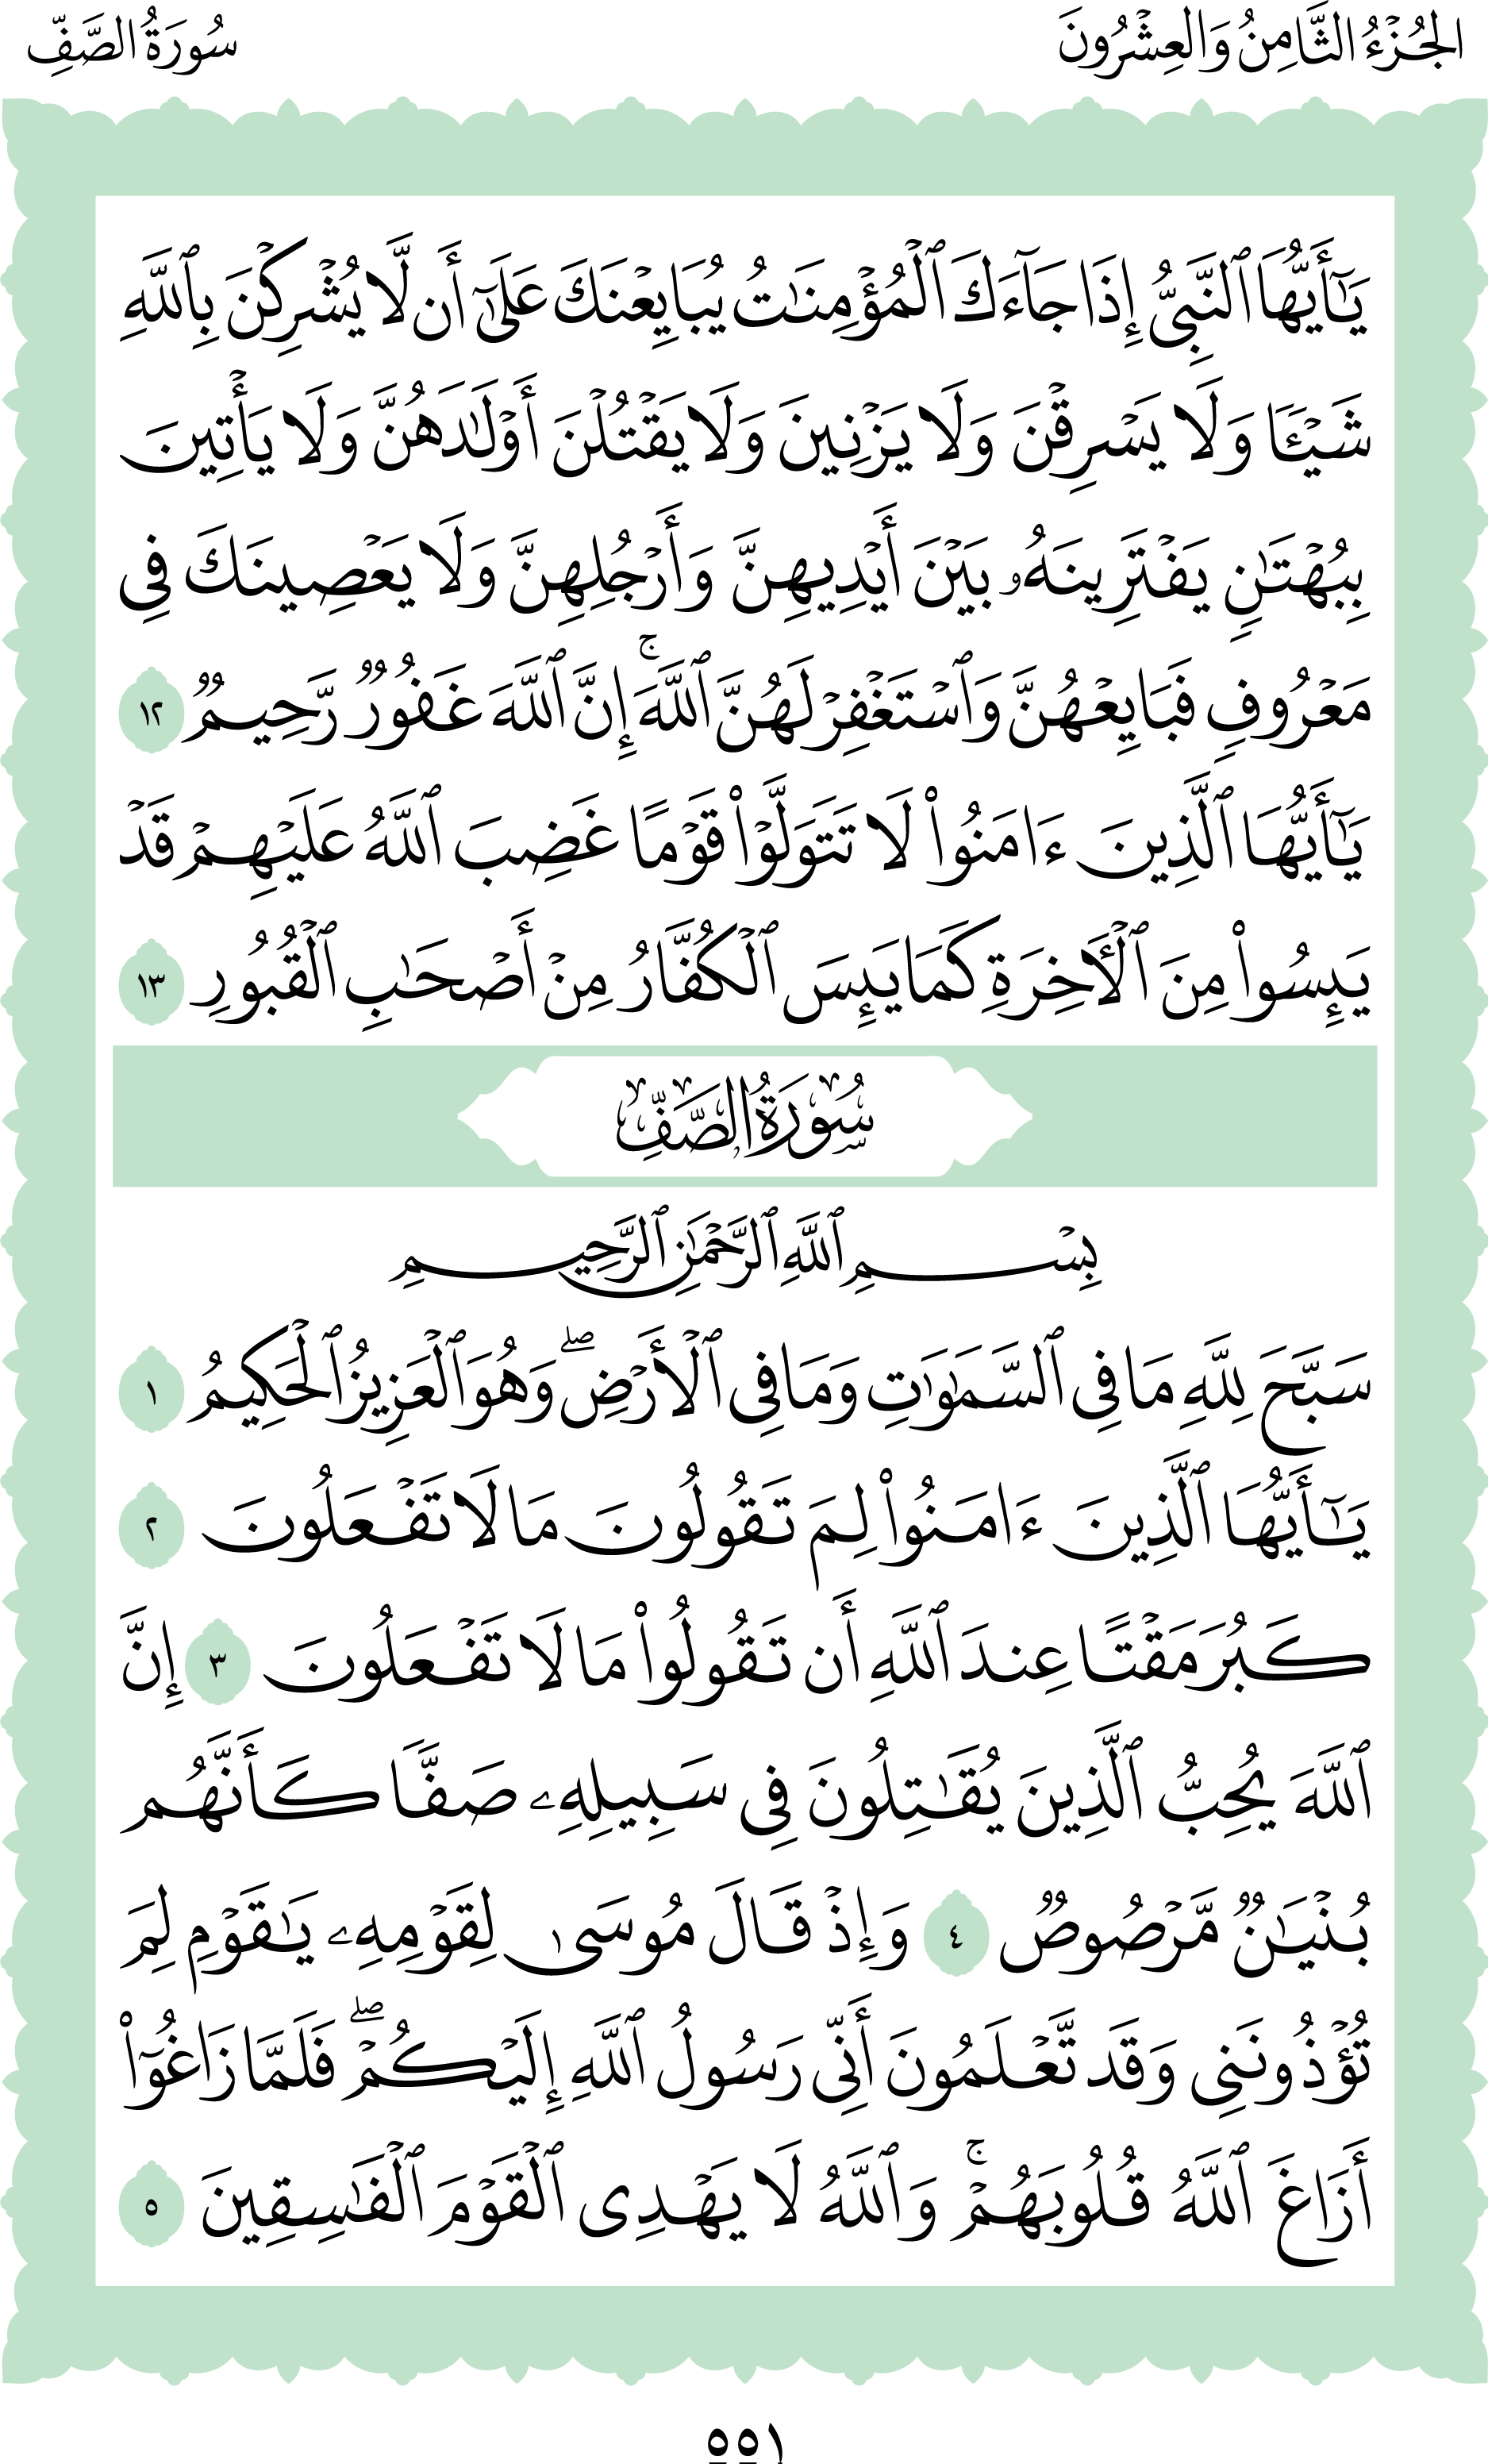 الجُزْءُ الثَّامِنُ وَالعِشْرُونَ
سُورَةُ الصَّفِّ
يَٰٓأَيُّهَا ٱلنَّبِيُّ إِذَا جَآءَكَ ٱلْمُؤْمِنَٰتُ يُبَايِعْنَكَ عَلَىٰٓ أَن لَّا يُشْرِكْنَ بِٱللَّهِ
شَيْـًٔا وَلَا يَسْرِقْنَ وَلَا يَزْنِينَ وَلَا يَقْتُلْنَ أَوْلَٰدَهُنَّ وَلَا يَأْتِينَ
بِبُهْتَٰنٍ يَفْتَرِينَهُۥ بَيْنَ أَيْدِيهِنَّ وَأَرْجُلِهِنَّ وَلَا يَعْصِينَكَ فِى
مَعْرُوفٍ فَبَايِعْهُنَّ وَٱسْتَغْفِرْ لَهُنَّ ٱللَّهَ ۚ إِنَّ ٱللَّهَ غَفُورٌ رَّحِيمٌ ١٢
يَٰٓأَيُّهَا ٱلَّذِينَ ءَامَنُوا۟ لَا تَتَوَلَّوْا۟ قَوْمًا غَضِبَ ٱللَّهُ عَلَيْهِمْ قَدْ
يَئِسُوا۟ مِنَ ٱلْـَٔاخِرَةِ كَمَا يَئِسَ ٱلْكُفَّارُ مِنْ أَصْحَٰبِ ٱلْقُبُورِ ١٣
سُورَةُ الصَّفِّ
بِسْمِ ٱللَّهِ ٱلرَّحْمَٰنِ ٱلرَّحِيمِ
سَبَّحَ لِلَّهِ مَا فِى ٱلسَّمَٰوَٰتِ وَمَا فِى ٱلْأَرْضِ ۖ وَهُوَ ٱلْعَزِيزُ ٱلْحَكِيمُ ١
يَٰٓأَيُّهَا ٱلَّذِينَ ءَامَنُوا۟ لِمَ تَقُولُونَ مَا لَا تَفْعَلُونَ ٢
كَبُرَ مَقْتًا عِندَ ٱللَّهِ أَن تَقُولُوا۟ مَا لَا تَفْعَلُونَ ٣ إِنَّ
ٱللَّهَ يُحِبُّ ٱلَّذِينَ يُقَٰتِلُونَ فِى سَبِيلِهِۦ صَفًّا كَأَنَّهُم
بُنْيَٰنٌ مَّرْصُوصٌ ٤ وَإِذْ قَالَ مُوسَىٰ لِقَوْمِهِۦ يَٰقَوْمِ لِمَ
تُؤْذُونَنِى وَقَد تَّعْلَمُونَ أَنِّى رَسُولُ ٱللَّهِ إِلَيْكُمْ ۖ فَلَمَّا زَاغُوٓا۟
أَزَاغَ ٱللَّهُ قُلُوبَهُمْ ۚ وَٱللَّهُ لَا يَهْدِى ٱلْقَوْمَ ٱلْفَٰسِقِينَ ٥
٥٥١